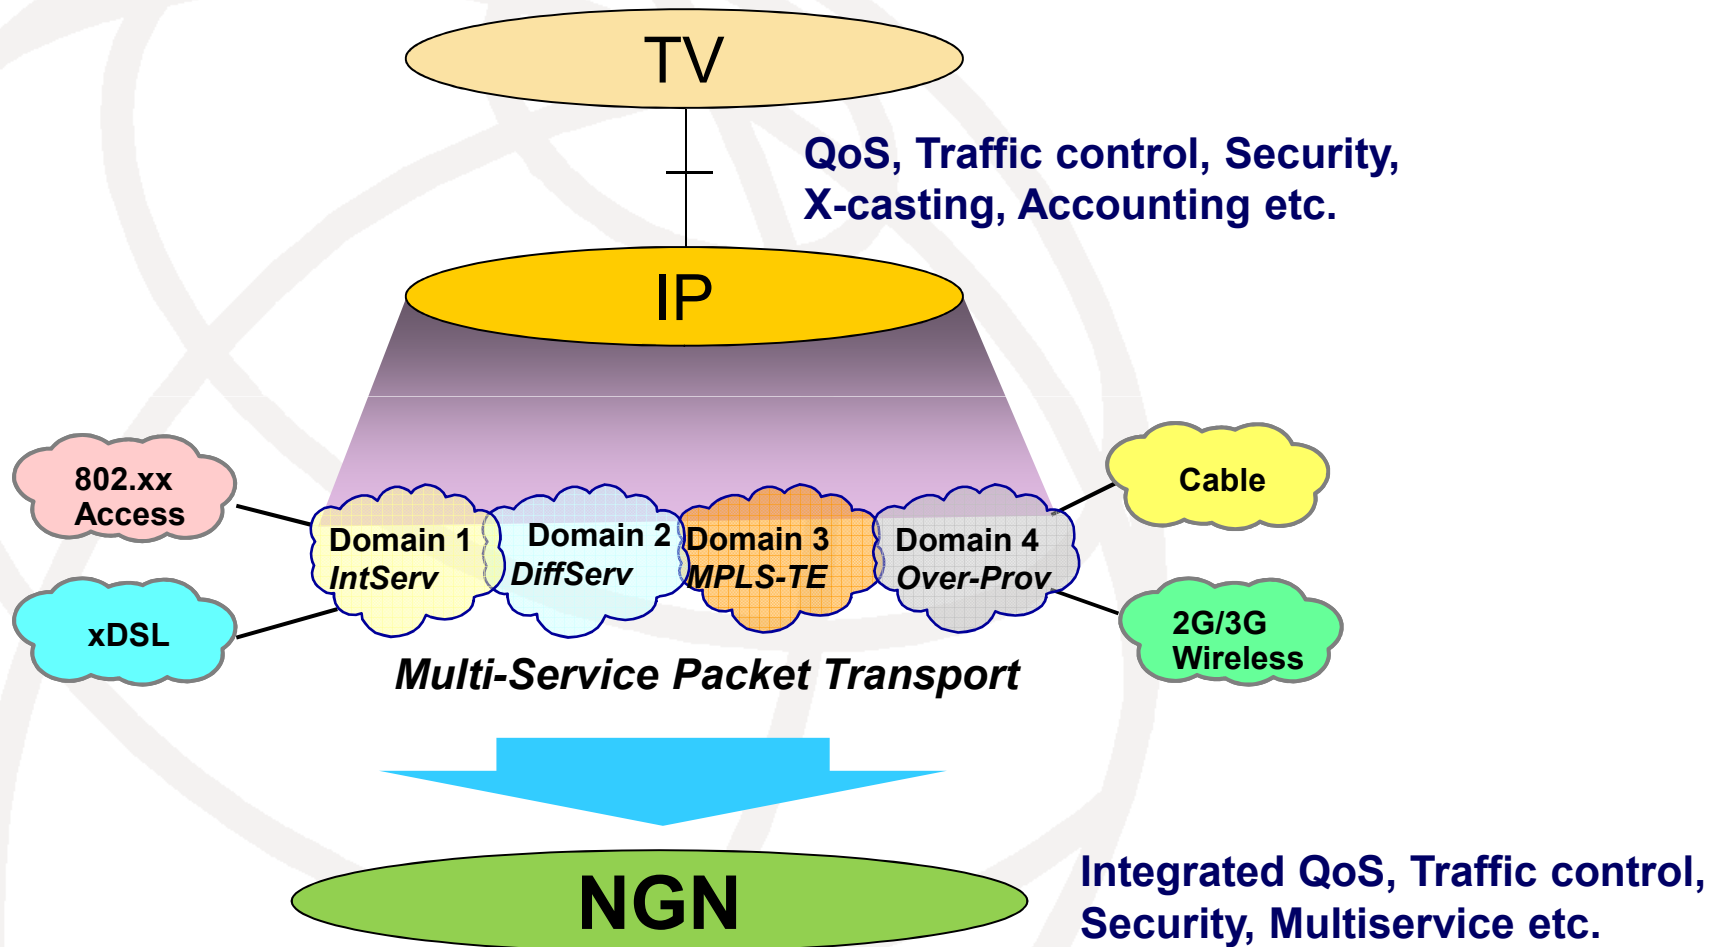 TV
QoS, Traffic control, Security,
X-casting, Accounting etc.
IP
802.xx
Access
xDSL
Domain 1
IntServ
Domain 2
DiffServ
Domain 3
MPLS-TE
Domain 4
Over-Prov
Cable
2G/3G
Wireless
Multi-Service Packet Transport
NGN
Integrated QoS, Traffic control,
Security, Multiservice etc.